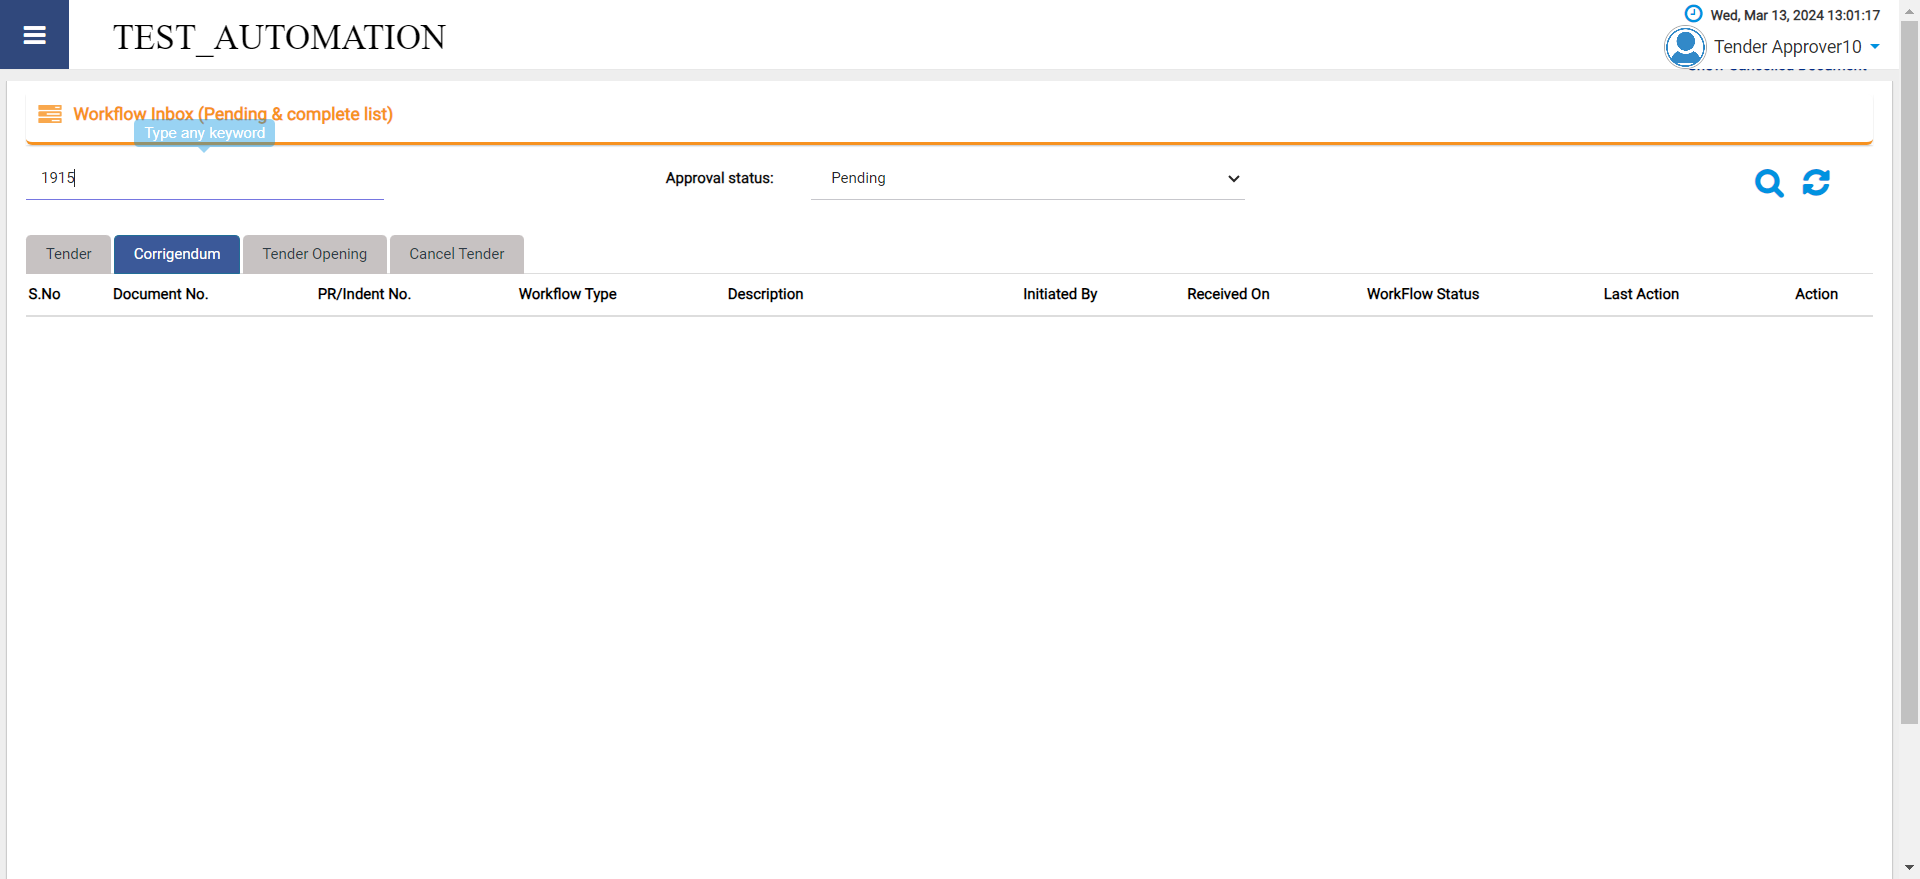 TEST_AUTOMATION
Wed, Mar 13, 2024 13:01:17
Tender Approver10
Workflow Inbox (Pending & complete list)
Type any keyword
1915
Approval status:
Pending
Tender
Corrigendum
Tender Opening
Cancel Tender
S.No
Document No.
PR/Indent No.
Workflow Type
Description
Initiated By
Received On
WorkFlow Status
Last Action
Action